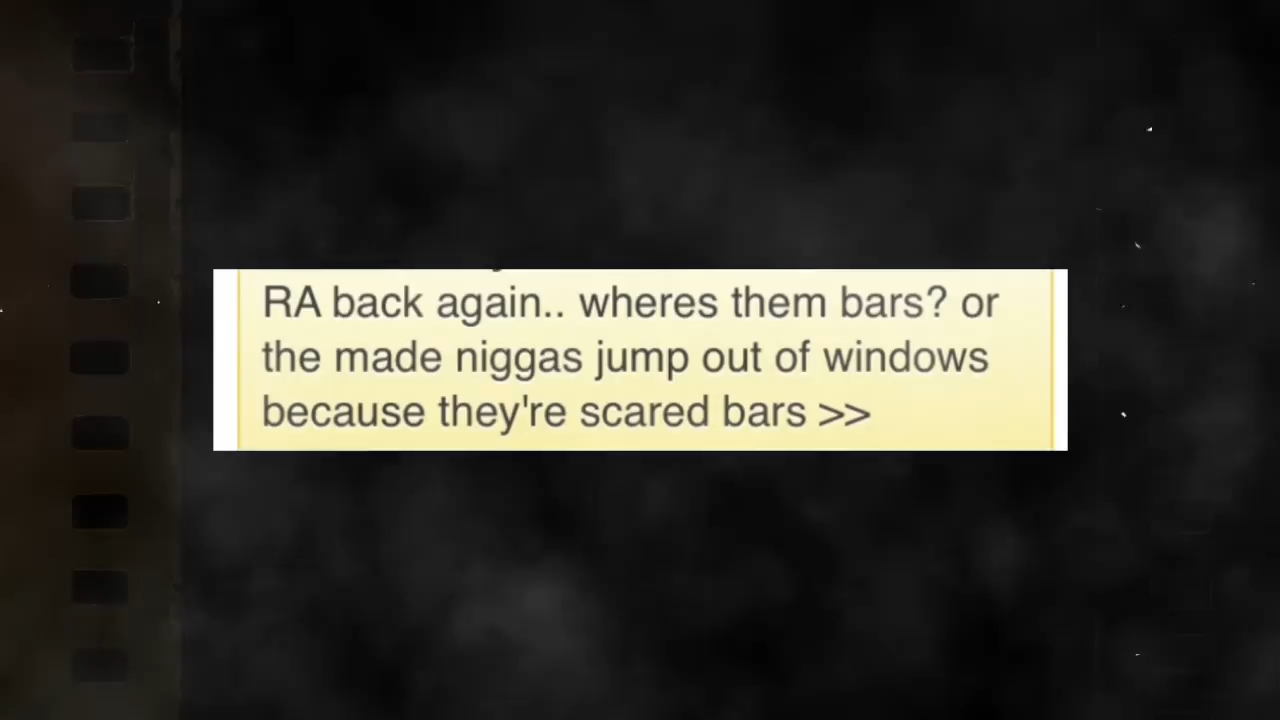 RA back again.. wheres them bars? or
the made niggas jump out of windows
because they're scared bars >>